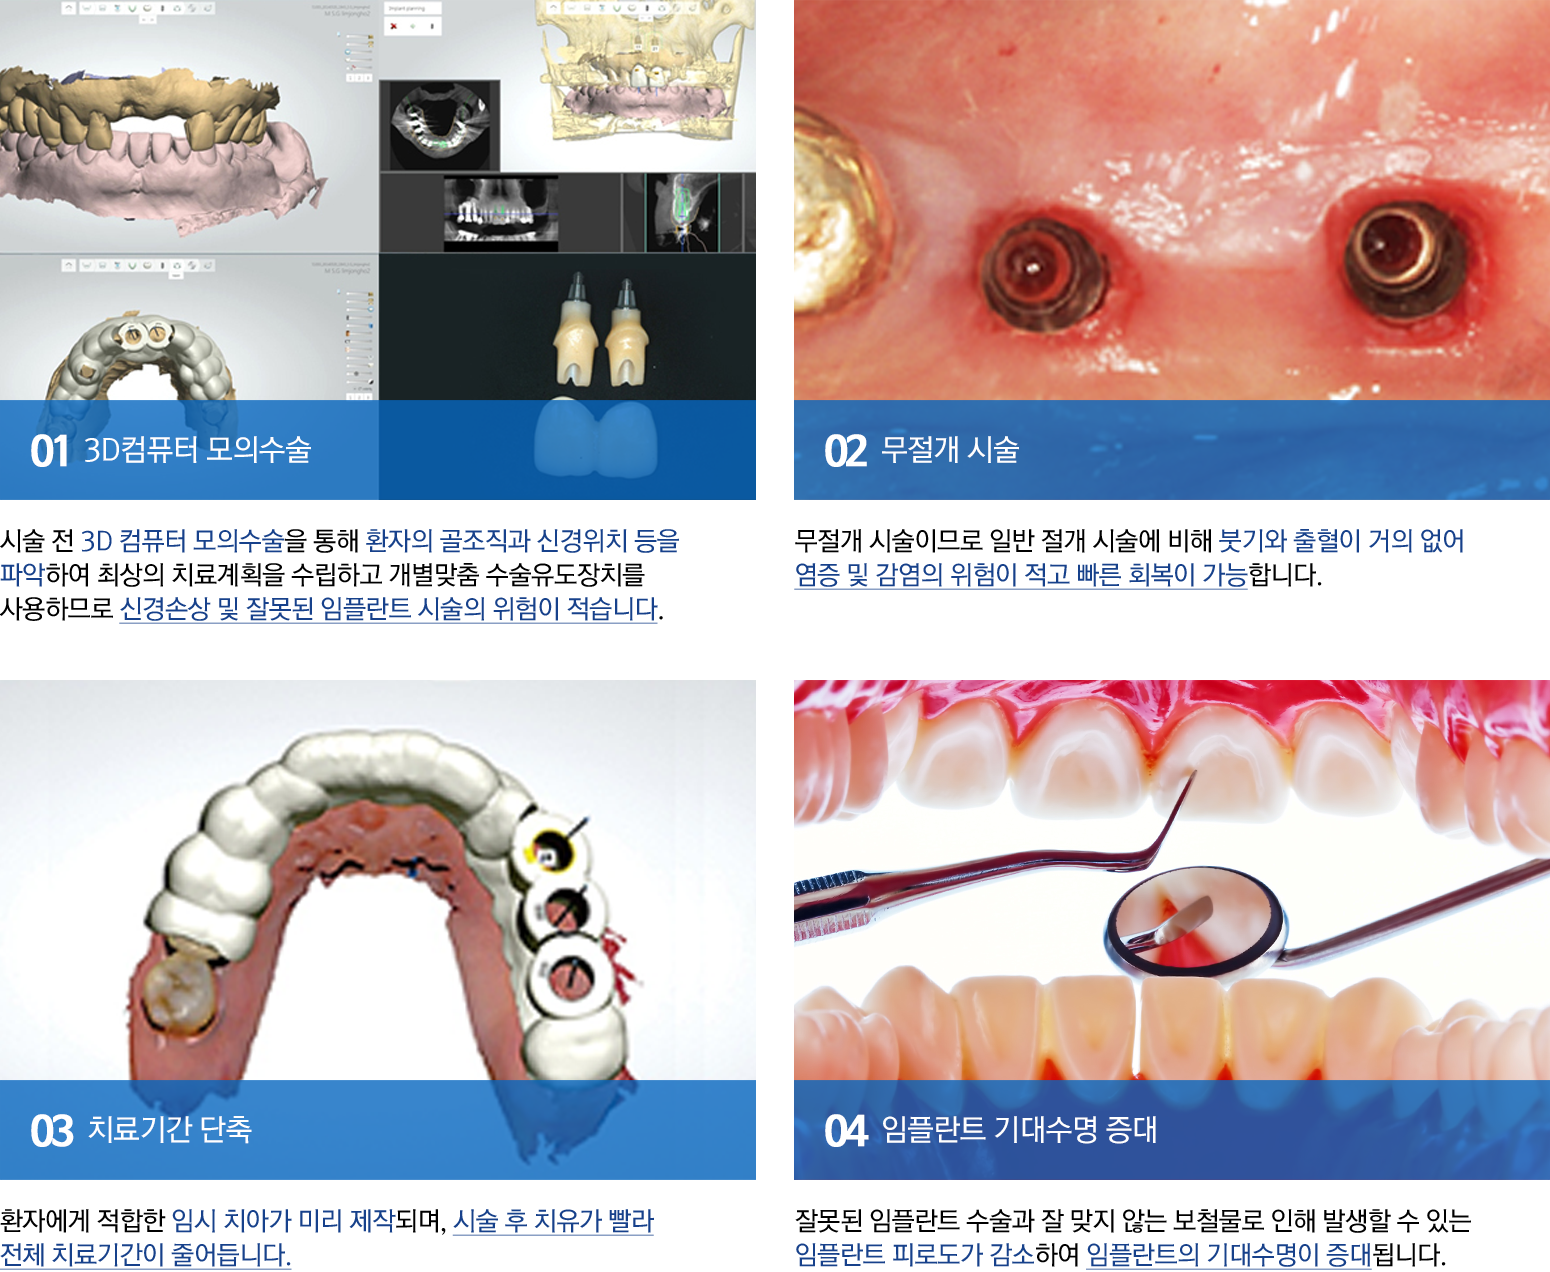 Implant planning
01 3D컴퓨터 모의수술
02 무절개 시술
시술 전 3D 컴퓨터 모의수술을 통해 환자의 골조직과 신경위치 등을
파악하여 최상의 치료계획을 수립하고 개별맞춤 수술유도장치를
사용하므로 신경손상 및 잘못된 임플란트 시술의 위험이 적습니다.
무절개 시술이므로 일반 절개 시술에 비해 붓기와 출혈이 거의 없어
염증 및 감염의 위험이 적고 빠른 회복이 가능합니다.
03 치료기간 단축
04 임플란트 기대수명 증대
환자에게 적합한 임시 치아가 미리 제작되며, 시술 후 치유가 빨라
전체 치료기간이 줄어듭니다.
잘못된 임플란트 수술과 잘 맞지 않는 보철물로 인해 발생할 수 있는
임플란트 피로도가 감소하여 임플란트의 기대수명이 증대됩니다.